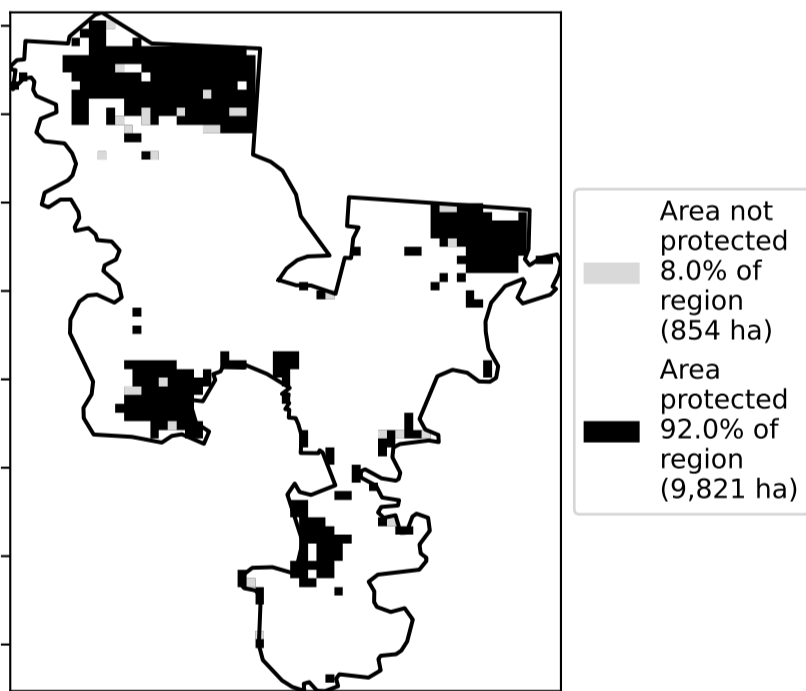 Area not
protected
8.0% of
region
(854 ha)
Area
protected
92.0% of
region
(9,821 ha)